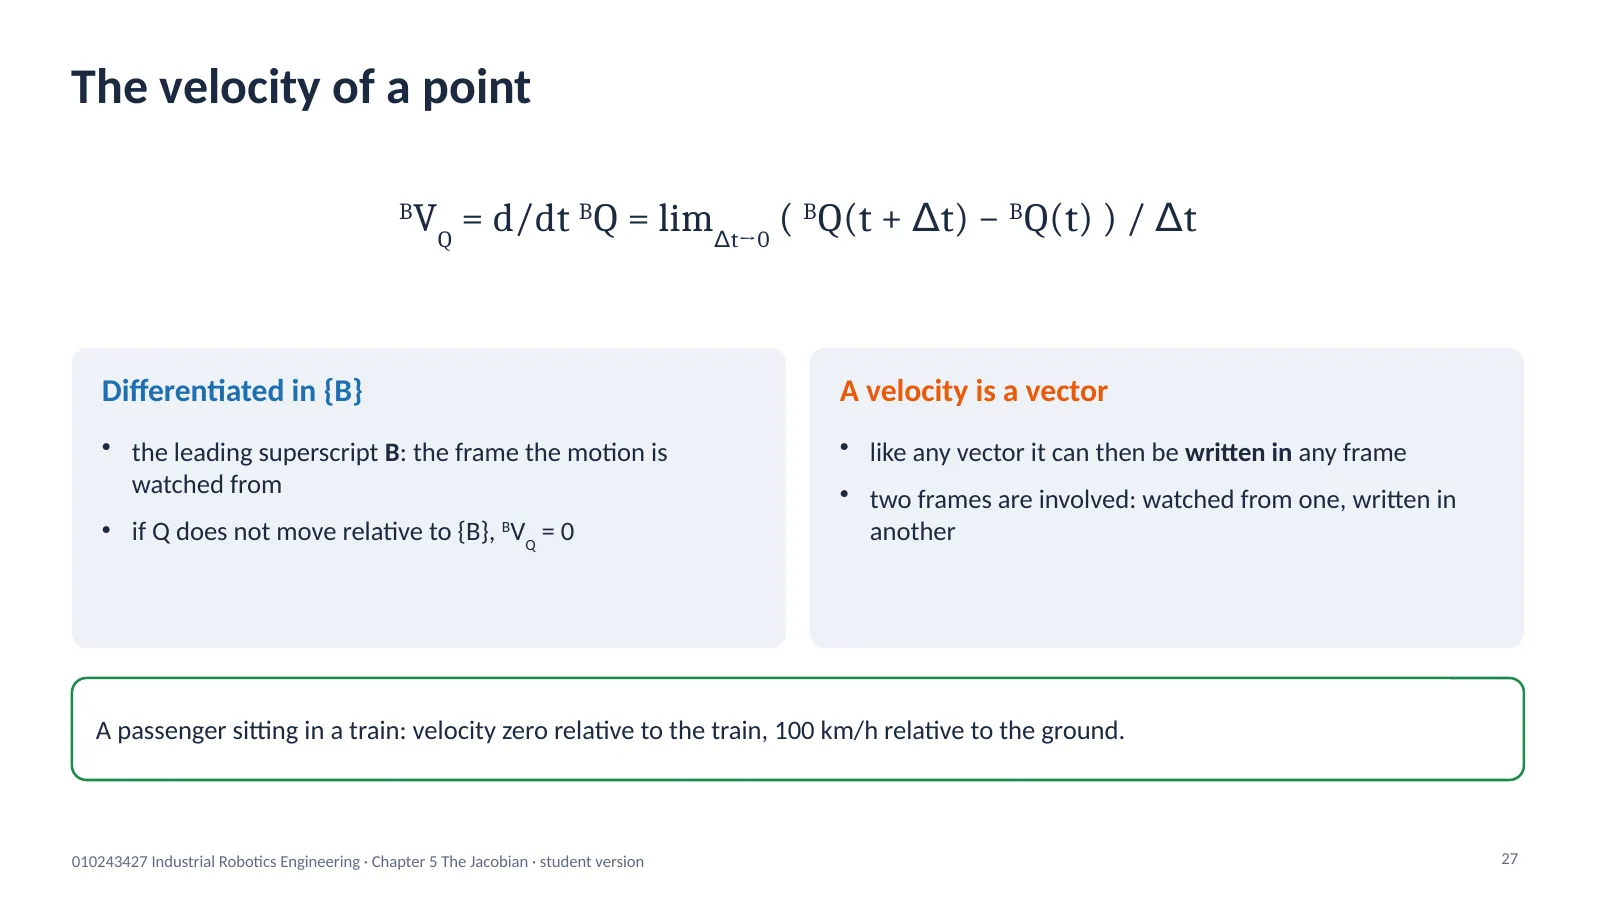 The velocity of a point
ᴮV_Q = d/dt ᴮQ = lim_Δt→0 ( ᴮQ(t + Δt) − ᴮQ(t) ) / Δt
Differentiated in {B}
• the leading superscript B: the frame the motion is
watched from
• if Q does not move relative to {B}, ᴮV_Q = 0
A velocity is a vector
• like any vector it can then be written in any frame
• two frames are involved: watched from one, written in
another
A passenger sitting in a train: velocity zero relative to the train, 100 km/h relative to the ground.
010243427 Industrial Robotics Engineering · Chapter 5 The Jacobian · student version
27